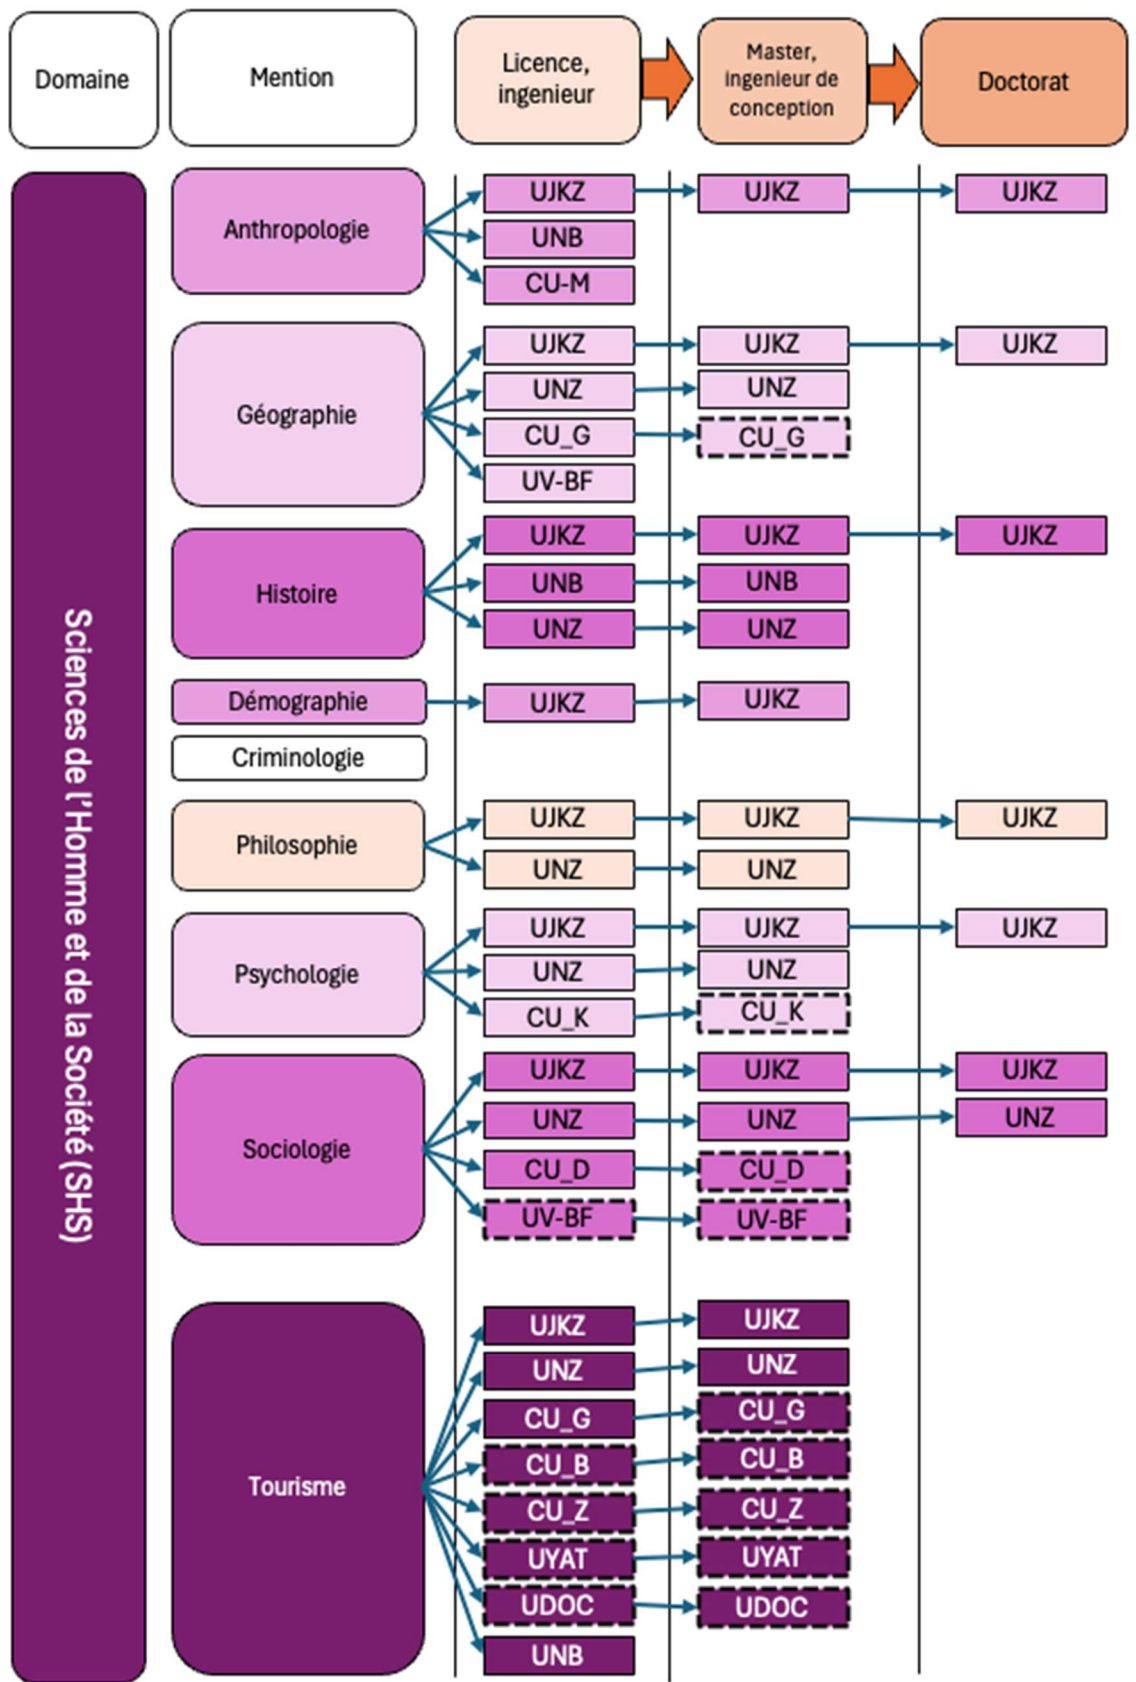 Domaine
Mention
Licence,
ingenieur
Master,
ingenieur de
conception
Doctorat
Sciences de l'Homme et de la Société (SHS)
Anthropologie
UJKZ
UJKZ
UJKZ
UNB
CU-M
Géographie
UJKZ
UJKZ
UJKZ
UNZ
UNZ
CU_G
CU_G
UV-BF
Histoire
UJKZ
UJKZ
UJKZ
UNB
UNB
UNZ
UNZ
Démographie
UJKZ
UJKZ
Criminologie
Philosophie
UJKZ
UJKZ
UJKZ
UNZ
UNZ
Psychologie
UJKZ
UJKZ
UJKZ
UNZ
UNZ
CU_K
CU_K
Sociologie
UJKZ
UJKZ
UJKZ
UNZ
UNZ
UNZ
CU_D
CU_D
UV-BF
UV-BF
Tourisme
UJKZ
UJKZ
UNZ
UNZ
CU_G
CU_G
CU_B
CU_B
CU_Z
CU_Z
UYAT
UYAT
UDOC
UDOC
UNB